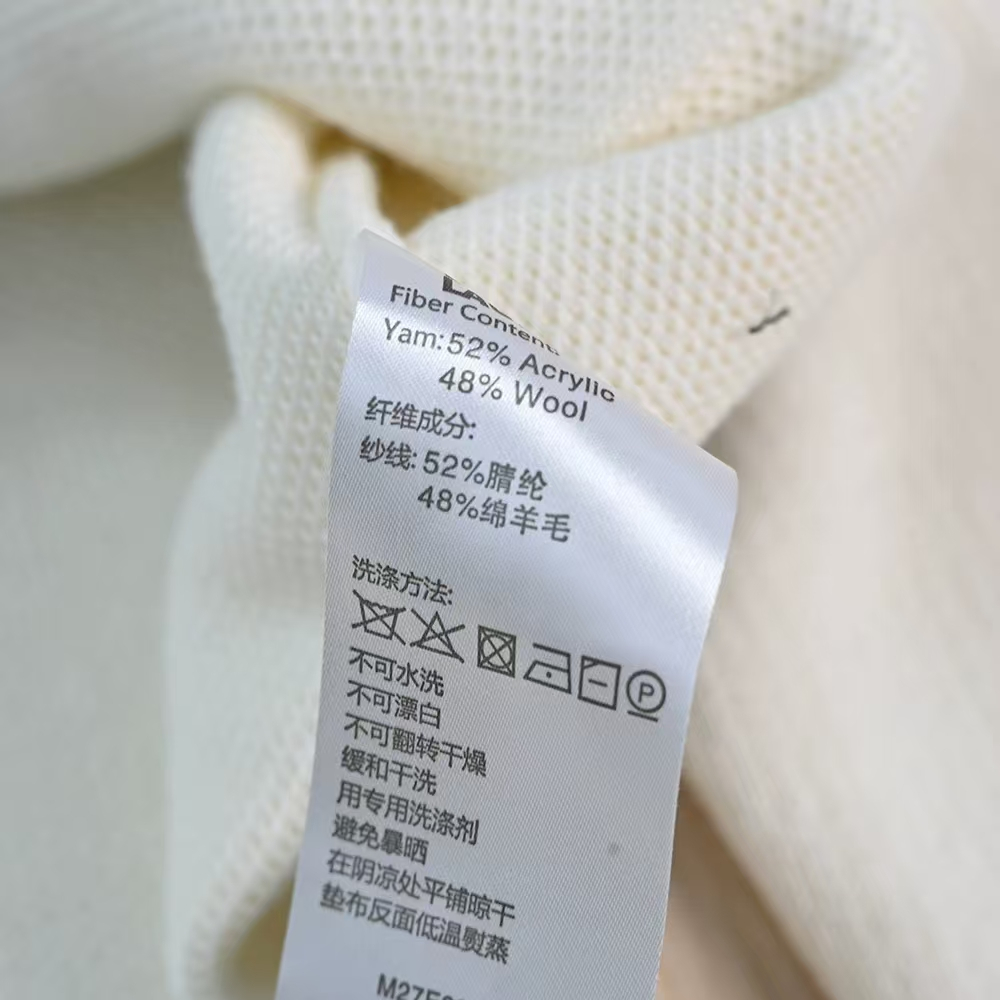 Fiber Content:
Yam:52% Acrylic
48% Wool
纤维成分:
纱线:52%腈纶
48%绵羊毛
洗涤方法:
P
不可水洗
不可漂白
不可翻转干燥
缓和干洗
用专用洗涤剂
避免暴晒
在阴凉处平铺晾干
垫布反面低温熨蒸